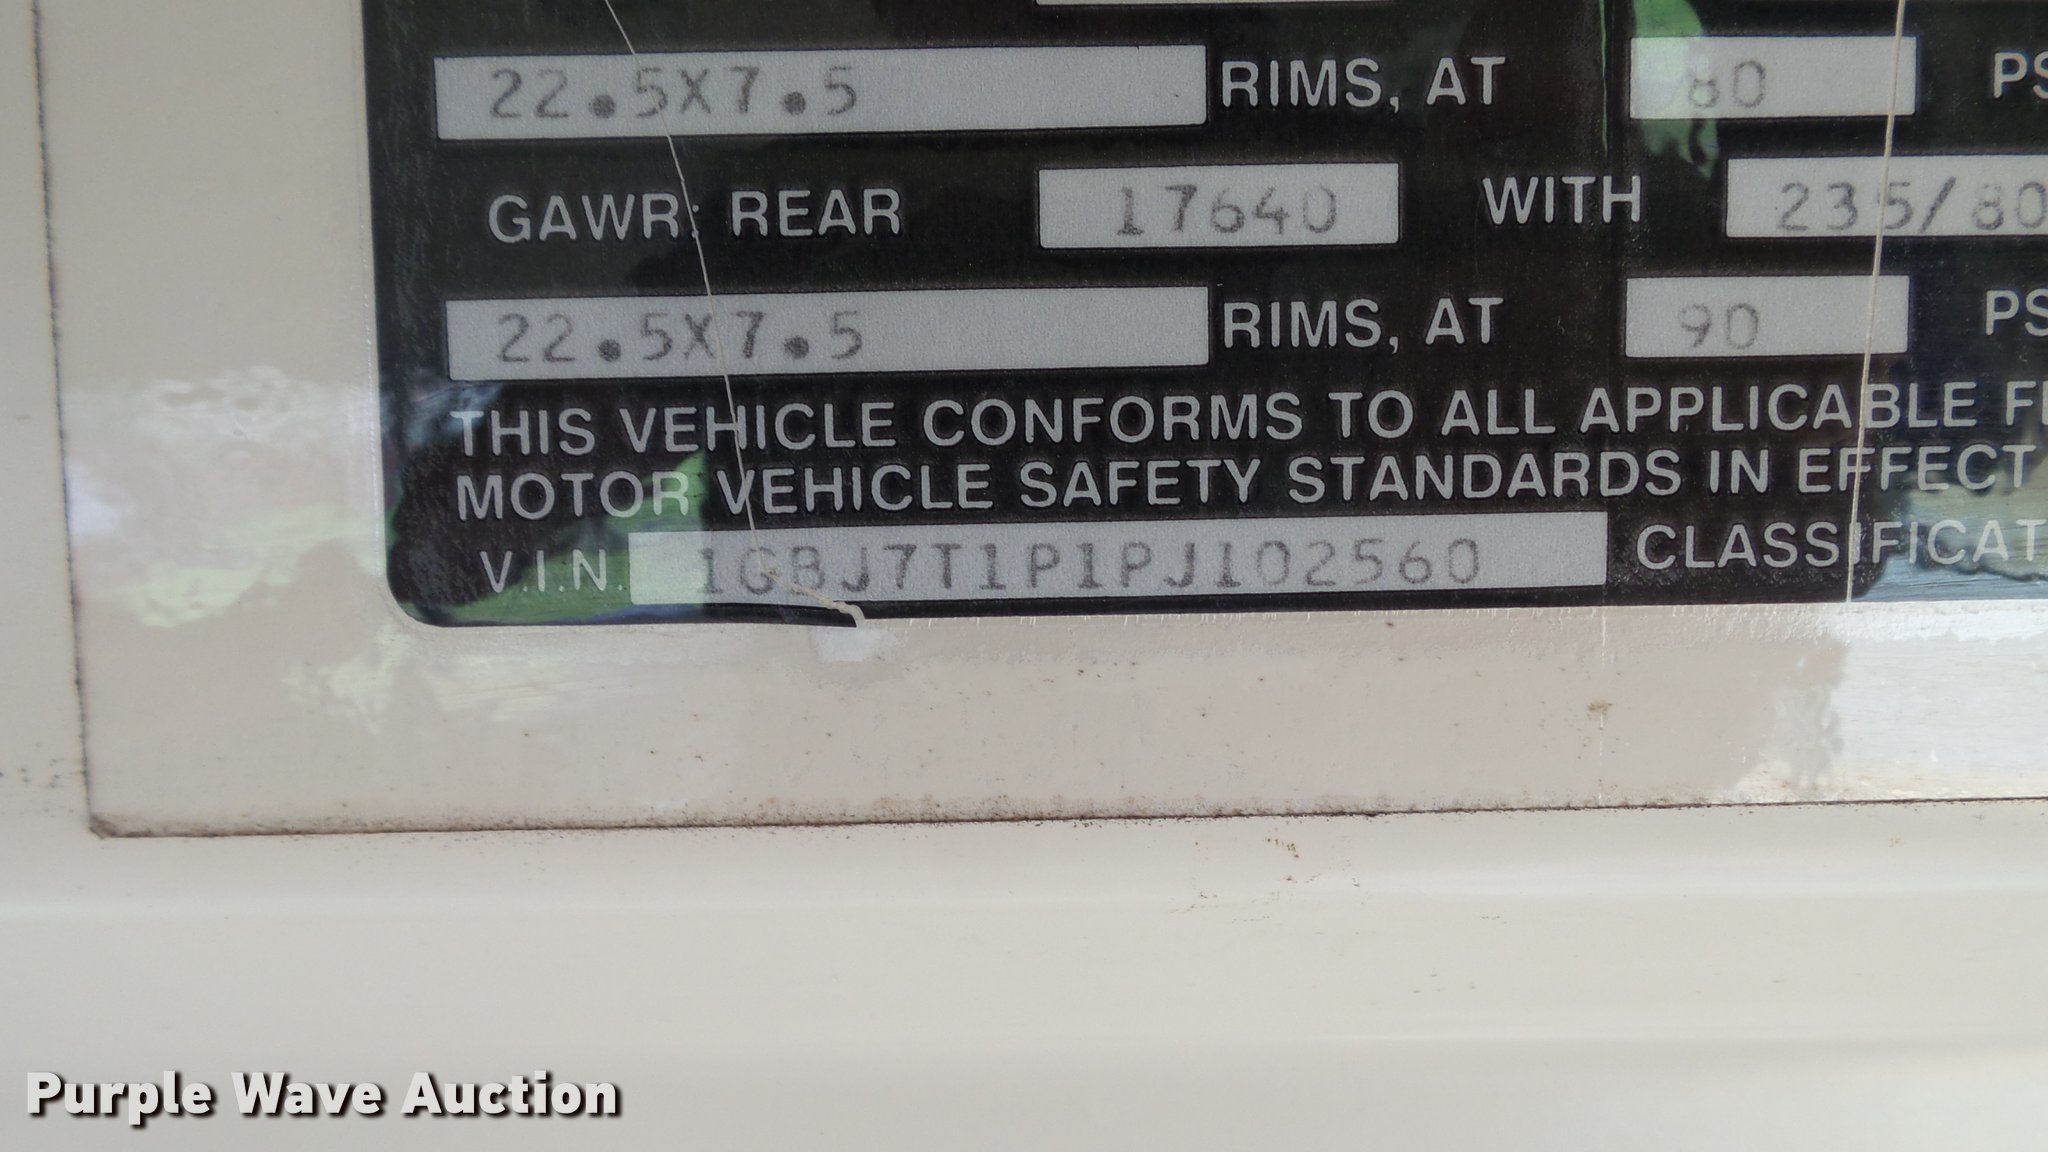 22.5X7.5 RIMS, AT 80 PS
GAWR: REAR 17640 WITH 235/80
22.5X7.5 RIMS, AT 90 PS
THIS VEHICLE CONFORMS TO ALL APPLICABLE FE
MOTOR VEHICLE SAFETY STANDARDS IN EFFECT
V.I.N. 1GBJ7T1P1PJ102560 CLASSIFICAT
Purple Wave Auction